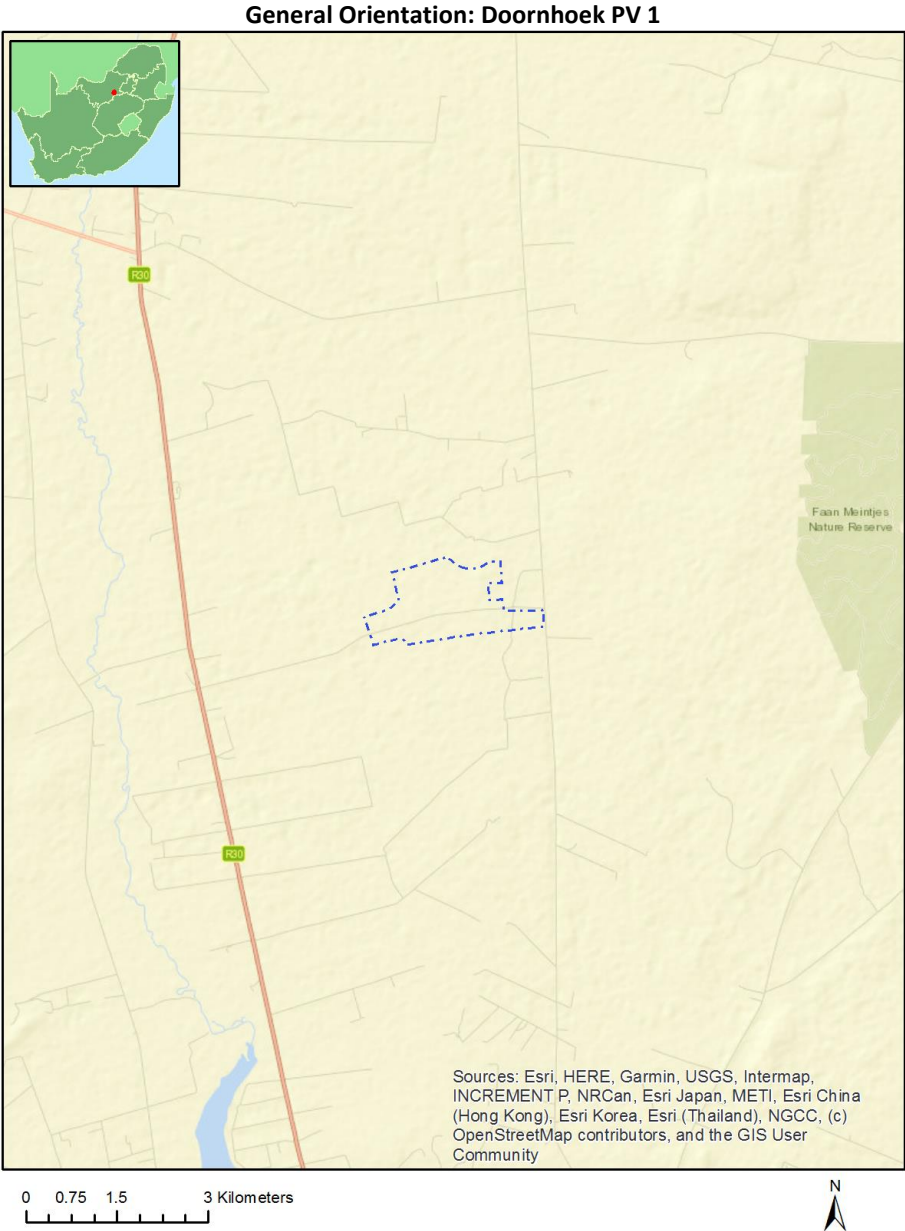 General Orientation: Doornhoek PV 1
R30
Faan Meintjes
Nature Reserve
R30
Sources: Esri, HERE, Garmin, USGS, Intermap,
INCREMENT P, NRCan, Esri Japan, METI, Esri China
(Hong Kong), Esri Korea, Esri (Thailand), NGCC, (c)
OpenStreetMap contributors, and the GIS User
Community
0 0.75 1.5 3 Kilometers
N